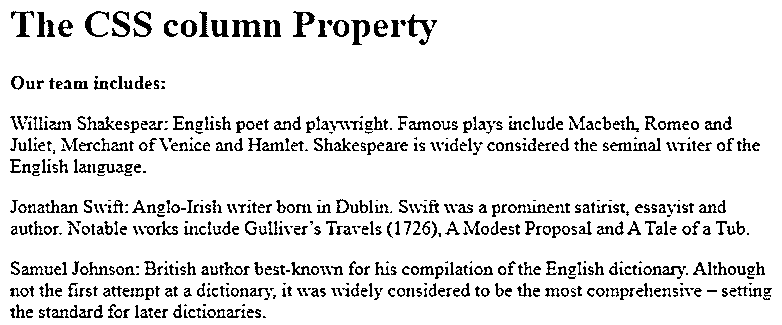 The CSS column Property
Our team includes:
William Shakespear: English poet and playwright. Famous plays include Macbeth, Romeo and
Juliet, Merchant of Venice and Hamlet. Shakespeare is widely considered the seminal writer of the
English language.
Jonathan Swift: Anglo-Irish writer born in Dublin. Swift was a prominent satirist, essayist and
author. Notable works include Gulliver’s Travels (1726), A Modest Proposal and A Tale of a Tub.
Samuel Johnson: British author best-known for his compilation of the English dictionary. Although
not the first attempt at a dictionary, it was widely considered to be the most comprehensive – setting
the standard for later dictionaries.